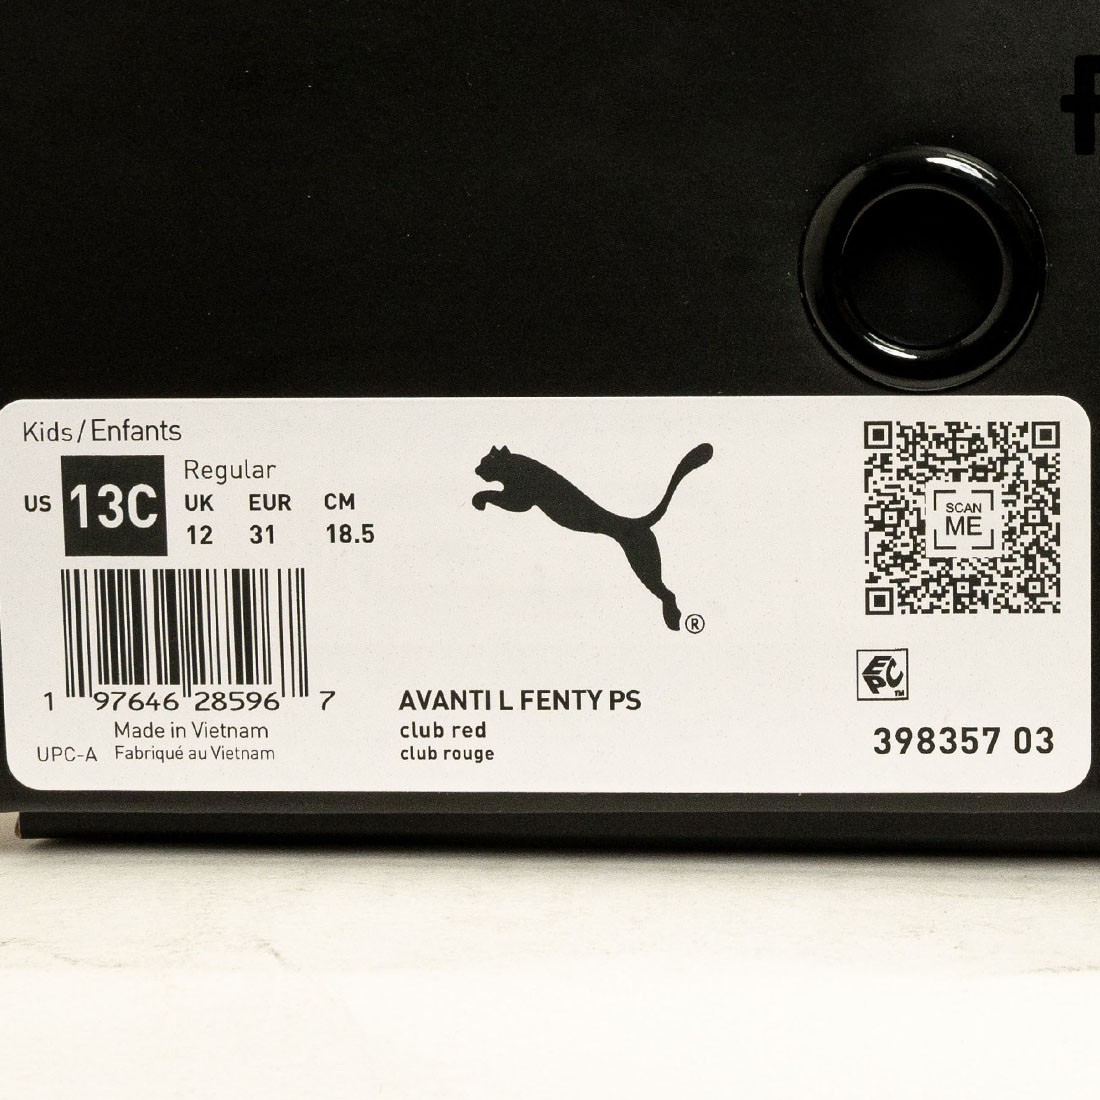 Kids/Enfants
US 13C
Regular
UK EUR CM
12 31 18.5
1 97646 28596 7
Made in Vietnam
UPC-A Fabriqué au Vietnam
®
AVANTI L FENTY PS
club red
club rouge
SCAN
ME
EPC™
398357 03
f